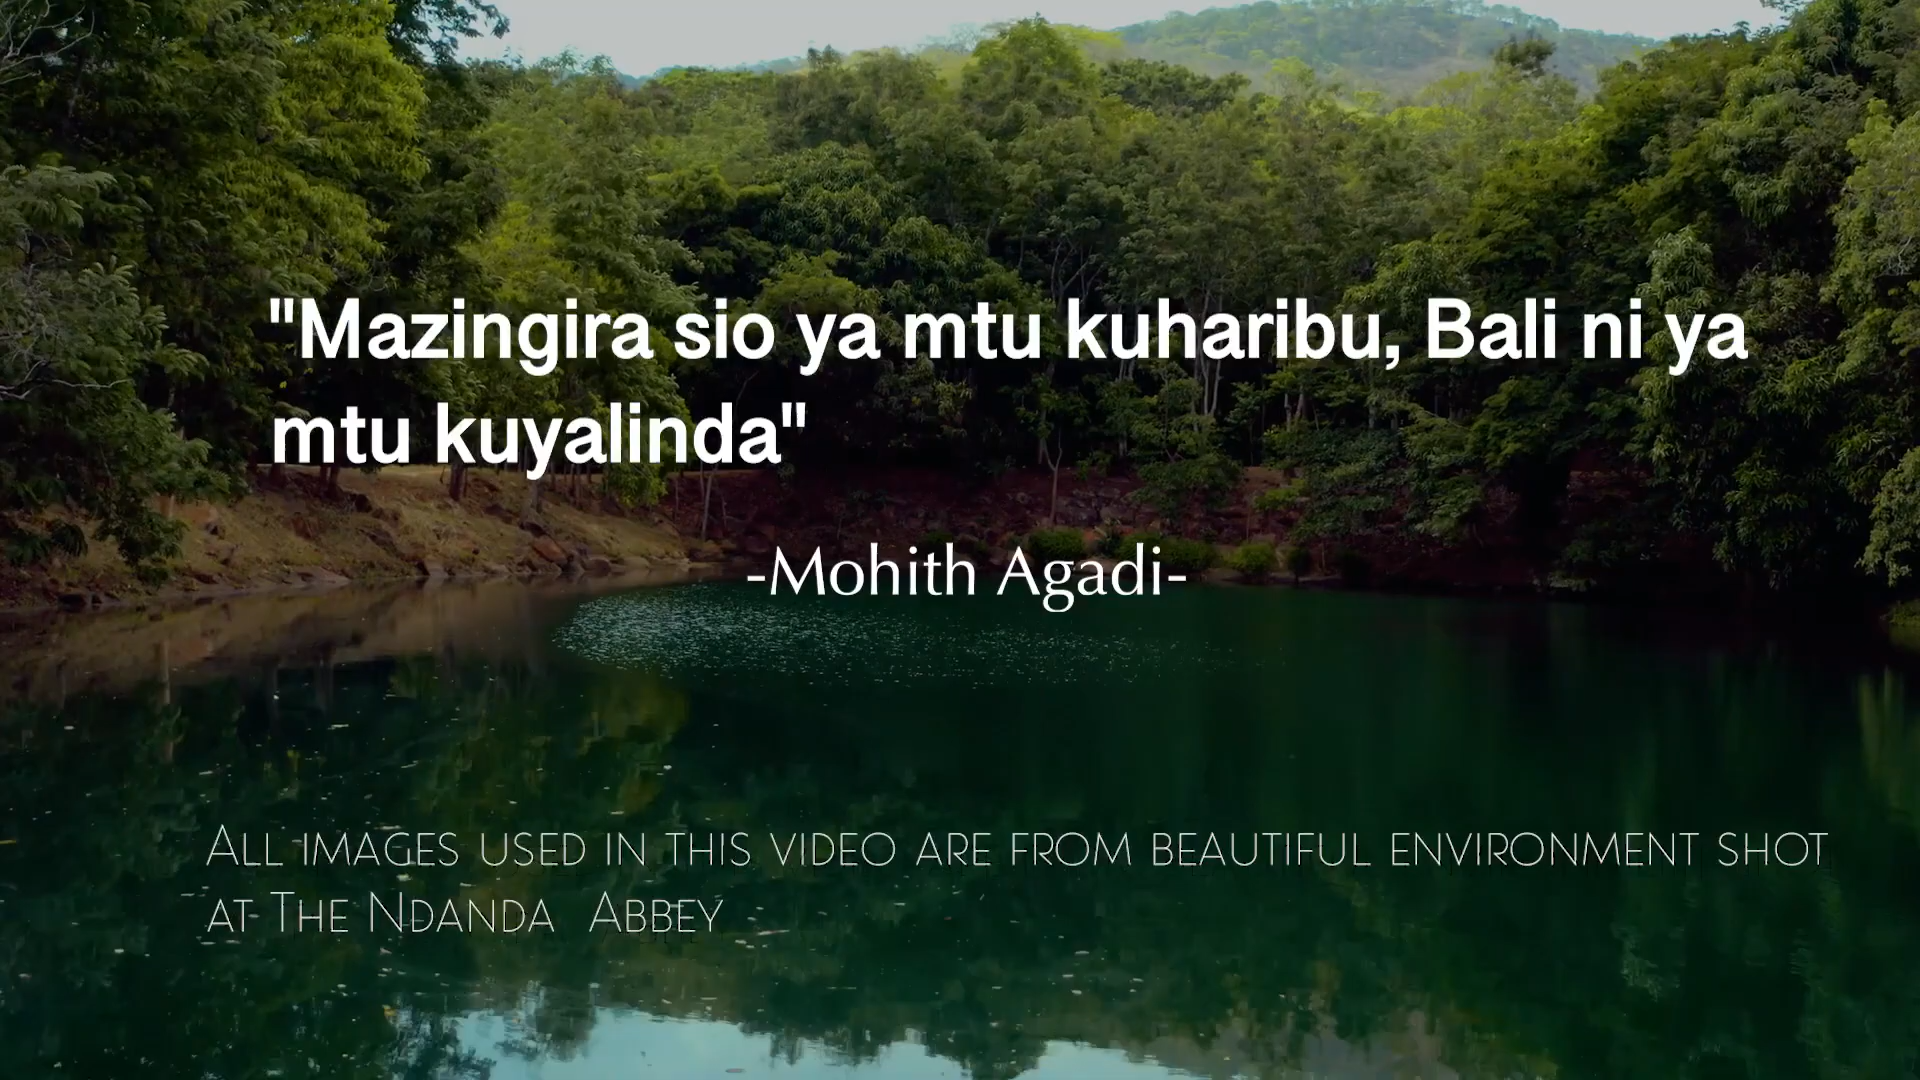 "Mazingira sio ya mtu kuharibu, Bali ni ya
mtu kuyalinda"
-Mohith Agadi-
All images used in this video are from beautiful environment shot
at The Ndanda Abbey